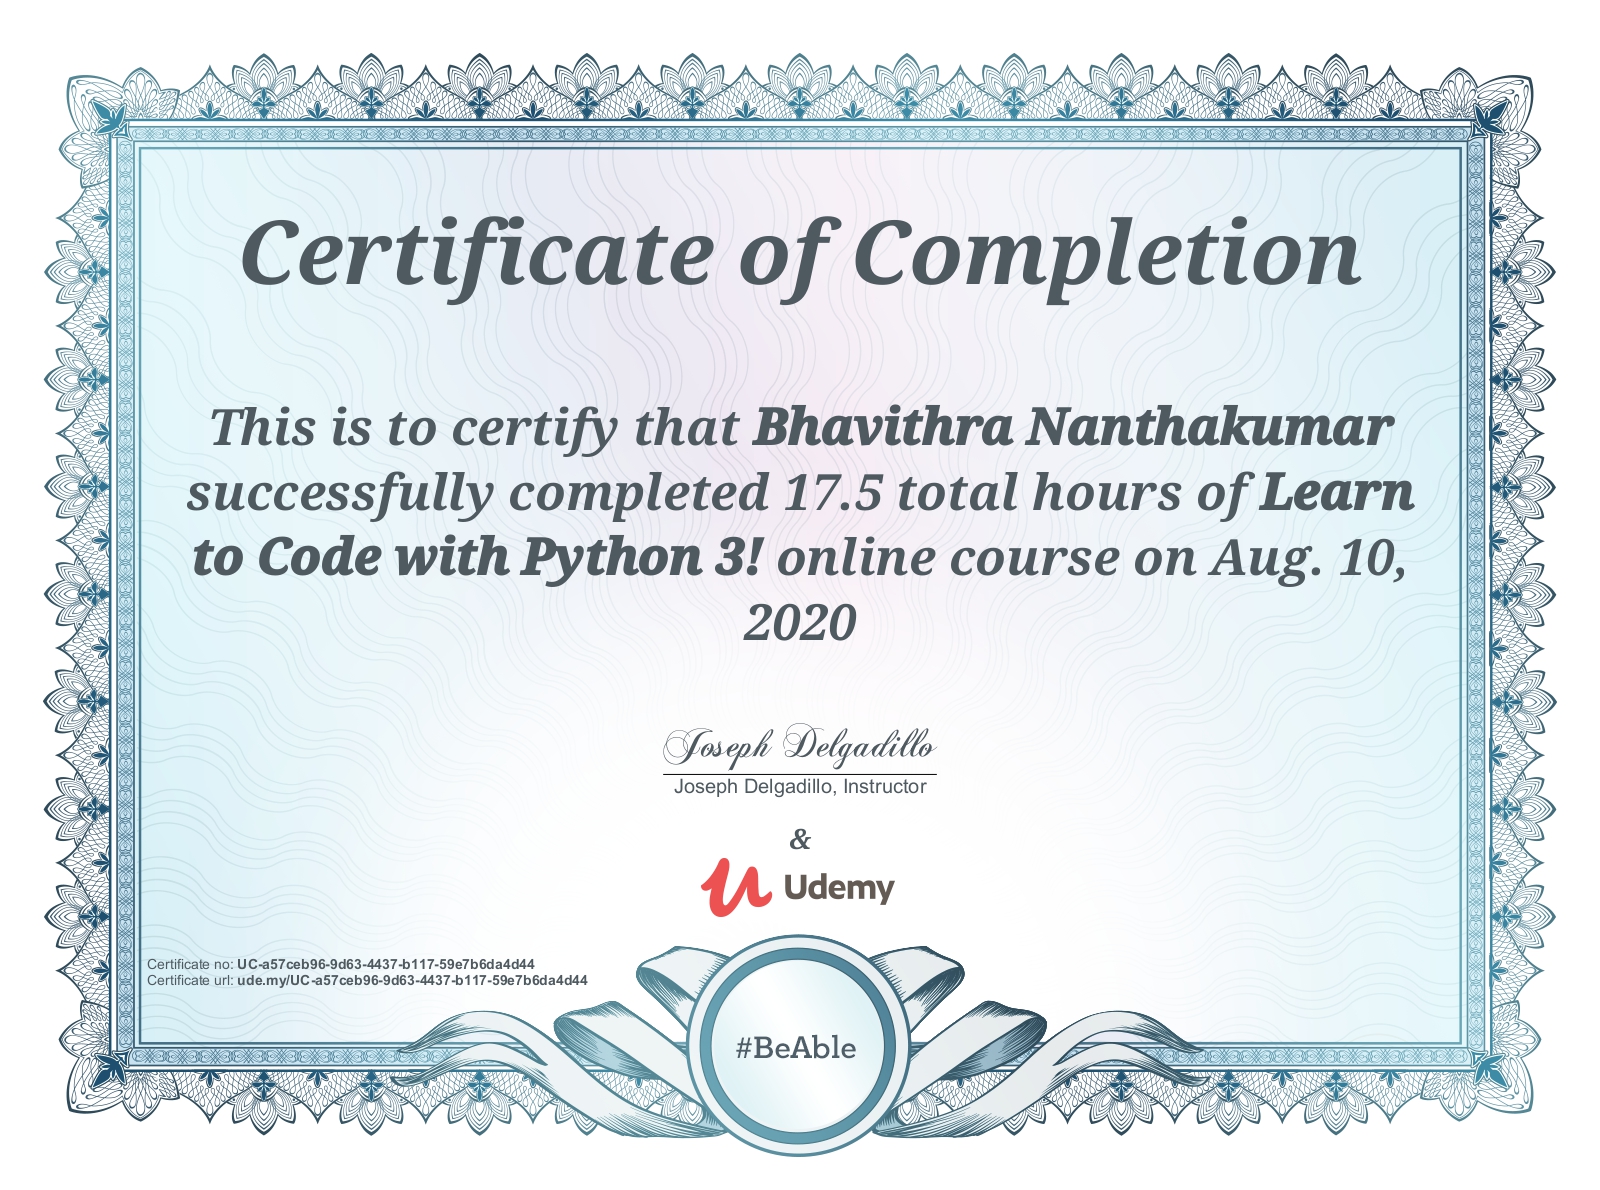 Certificate of Completion
This is to certify that Bhavithra Nanthakumar
successfully completed 17.5 total hours of Learn
to Code with Python 3! online course on Aug. 10,
2020
Joseph Delgadillo
Joseph Delgadillo, Instructor
&
Udemy
Certificate no: UC-a57ceb96-9d63-4437-b117-59e7b6da4d44
Certificate url: ude.my/UC-a57ceb96-9d63-4437-b117-59e7b6da4d44
#BeAble